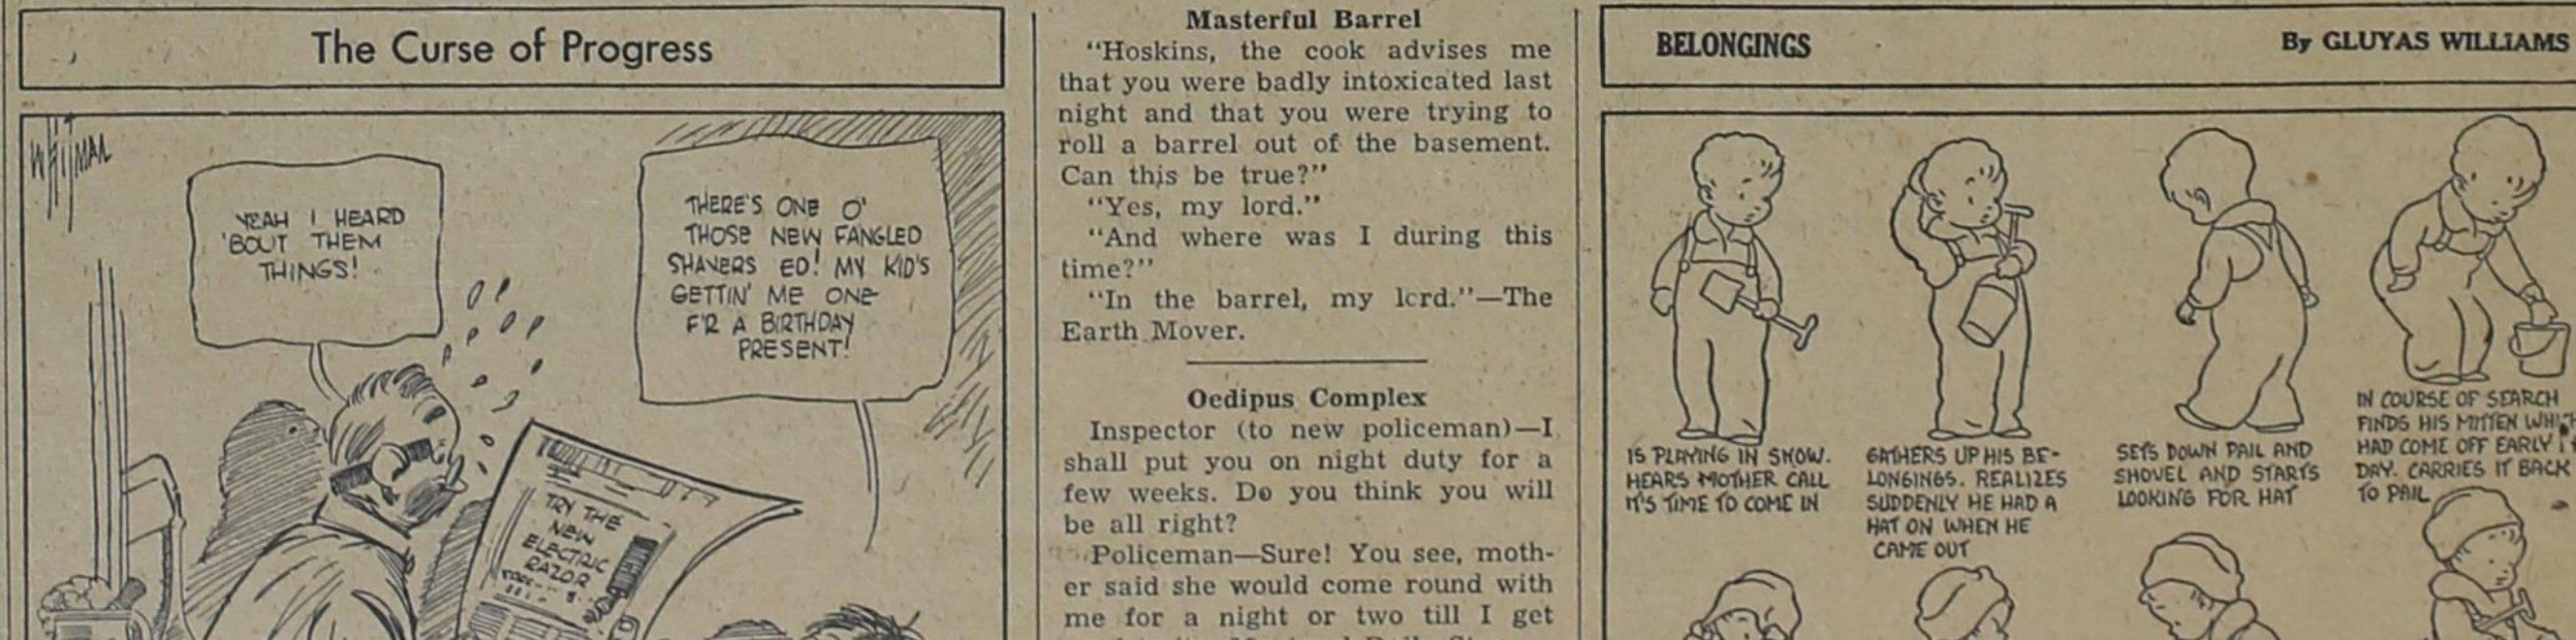 The Curse of Progress
WHITMAN
YEAH I HEARD
'BOUT THEM
THINGS!
THERE'S ONE O'
THOSE NEW FANGLED
SHAVERS ED! MY KID'S
GETTIN' ME ONE
F'R A BIRTHDAY
PRESENT!
TRY THE
NEW
ELECTRIC
RAZOR
Masterful Barrel
"Hoskins, the cook advises me
that you were badly intoxicated last
night and that you were trying to
roll a barrel out of the basement.
Can this be true?"
"Yes, my lord."
"And where was I during this
time?"
"In the barrel, my lord."—The
Earth Mover.
Oedipus Complex
Inspector (to new policeman)—I
shall put you on night duty for a
few weeks. Do you think you will
be all right?
Policeman—Sure! You see, moth-
er said she would come round with
me for a night or two till I get
BELONGINGS
By GLUYAS WILLIAMS
IS PLAYING IN SNOW.
HEARS MOTHER CALL
IT'S TIME TO COME IN
GATHERS UP HIS BE-
LONGINGS. REALIZES
SUDDENLY HE HAD A
HAT ON WHEN HE
CAME OUT
SETS DOWN PAIL AND
SHOVEL AND STARTS
LOOKING FOR HAT
IN COURSE OF SEARCH
FINDS HIS MITTEN WHICH
HAD COME OFF EARLY
DAY. CARRIES IT BACK
TO PAIL